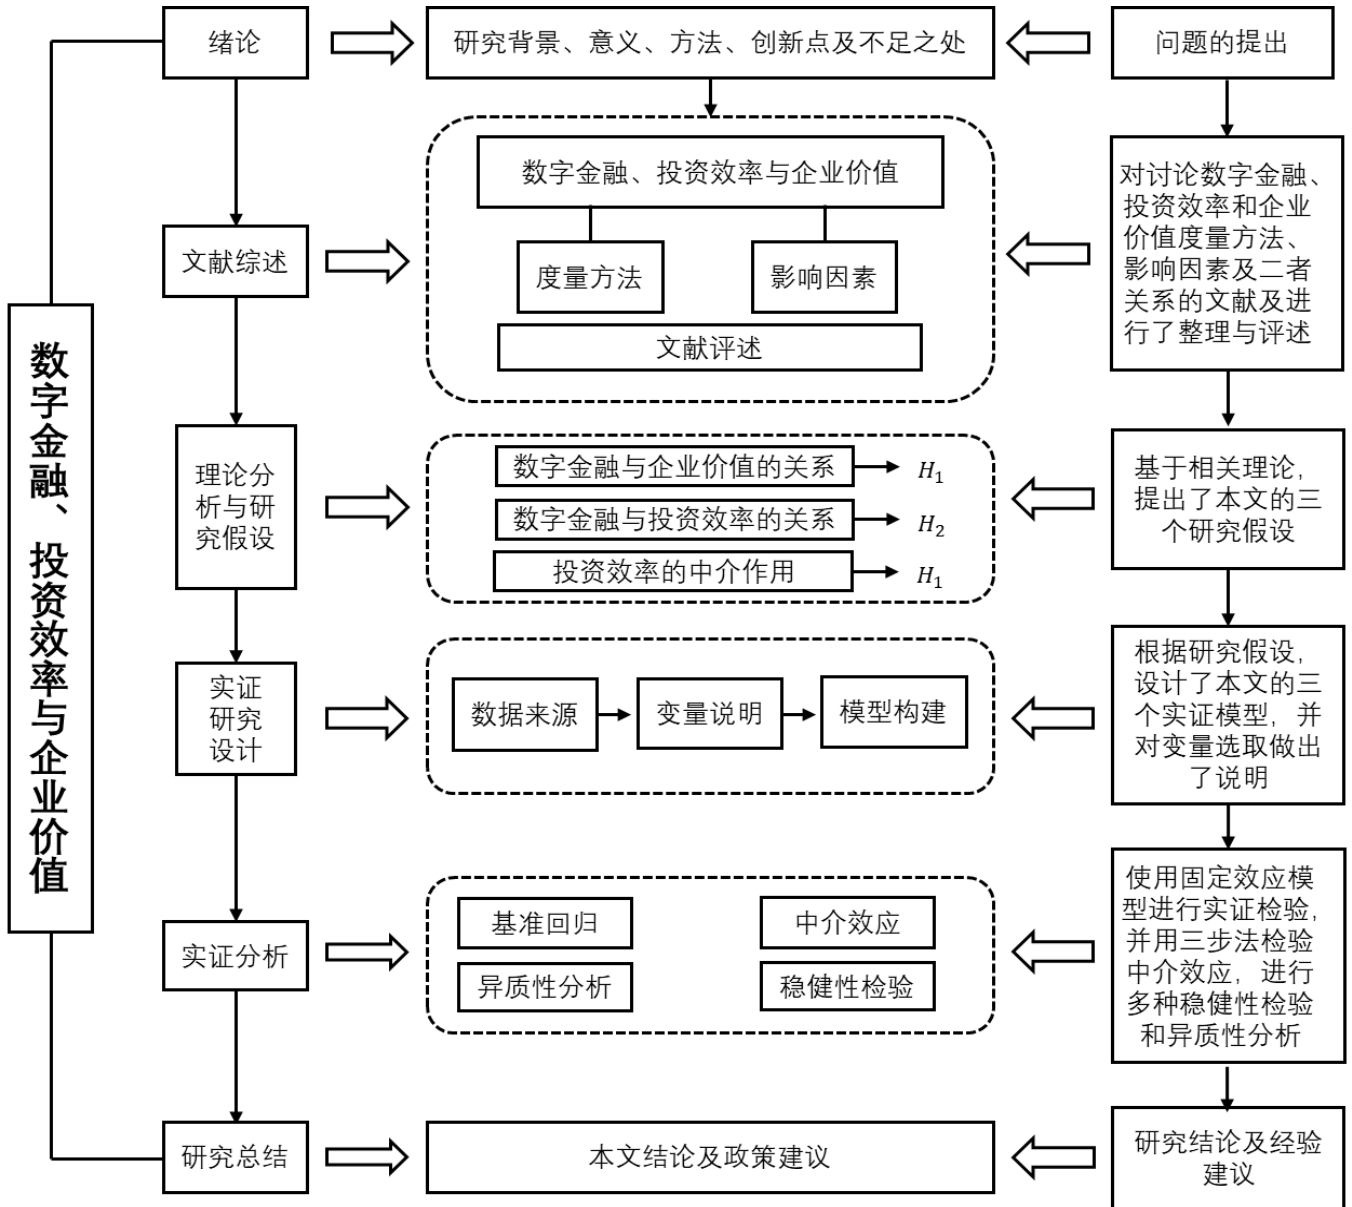 数字金融、投资效率与企业价值
绪论
研究背景、意义、方法、创新点及不足之处
问题的提出
文献综述
数字金融、投资效率与企业价值
度量方法
影响因素
文献评述
对讨论数字金融、
投资效率和企业
价值度量方法、
影响因素及二者
关系的文献及进
行了整理与评述
理论分
析与研
究假设
数字金融与企业价值的关系
H₁
数字金融与投资效率的关系
H₂
投资效率的中介作用
H₁
基于相关理论，
提出了本文的三
个研究假设
实证
研究
设计
数据来源
变量说明
模型构建
根据研究假设，
设计了本文的三
个实证模型，并
对变量选取做出
了说明
实证分析
基准回归
中介效应
异质性分析
稳健性检验
使用固定效应模
型进行实证检验，
并用三步法检验
中介效应，进行
多种稳健性检验
和异质性分析
研究总结
本文结论及政策建议
研究结论及经验
建议